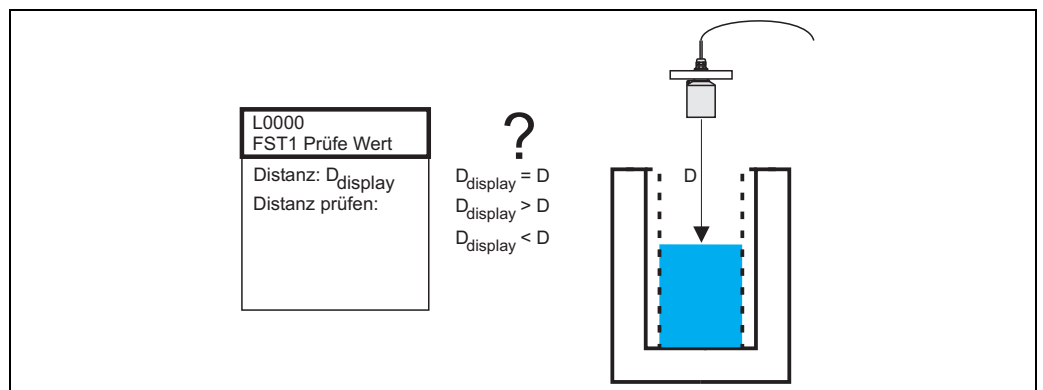 L0000
FST1 Prüfe Wert
Distanz: Ddisplay
Distanz prüfen:
?
Ddisplay = D
Ddisplay > D
Ddisplay < D
D